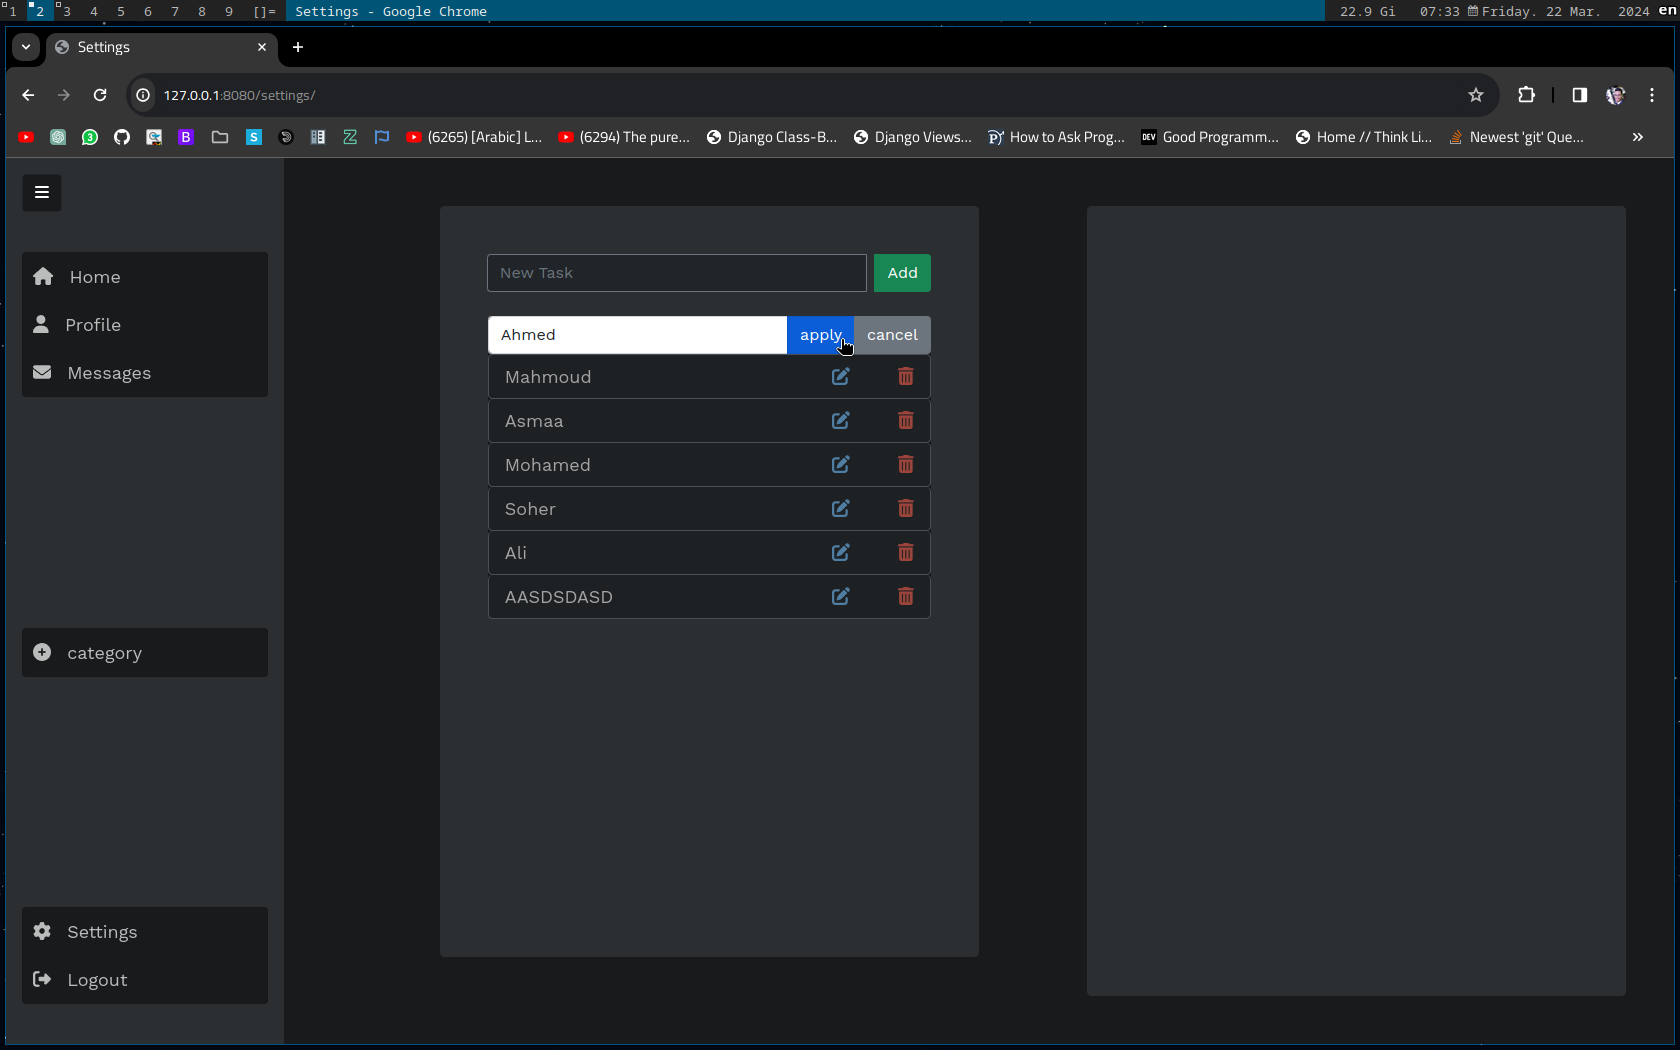 1 2 3 4 5 6 7 8 9 []= Settings - Google Chrome 22.9 Gi 07:33 Friday. 22 Mar. 2024 en
Settings
127.0.0.1:8080/settings/
(6265) [Arabic] L... (6294) The pure... Django Class-B... Django Views... How to Ask Prog... DEV Good Programm... Home // Think Li... Newest 'git' Que...
Home
Profile
Messages
category
Settings
Logout
New Task Add
Ahmed apply cancel
Mahmoud
Asmaa
Mohamed
Soher
Ali
AASDSDASD